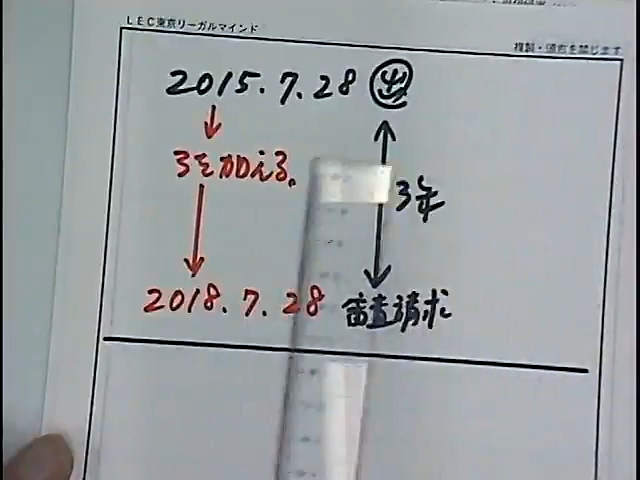 LEC東京リーガルマインド
複製・頒布を禁じます
2015.7.28 出
3を加える。
3年
2018.7.28 審査請求